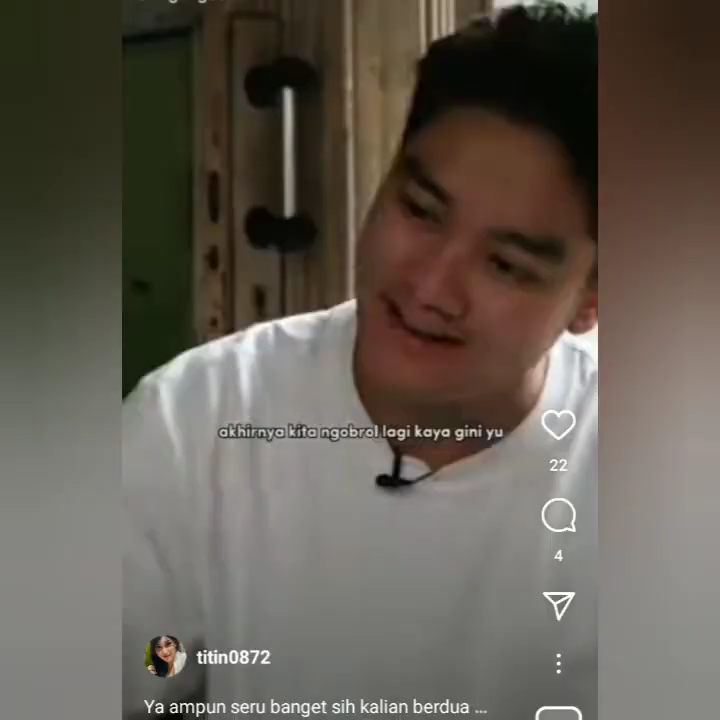 akhirnya kita ngobrol lagi kaya gini yu
22
4
titin0872
Ya ampun seru banget sih kalian berdua ...